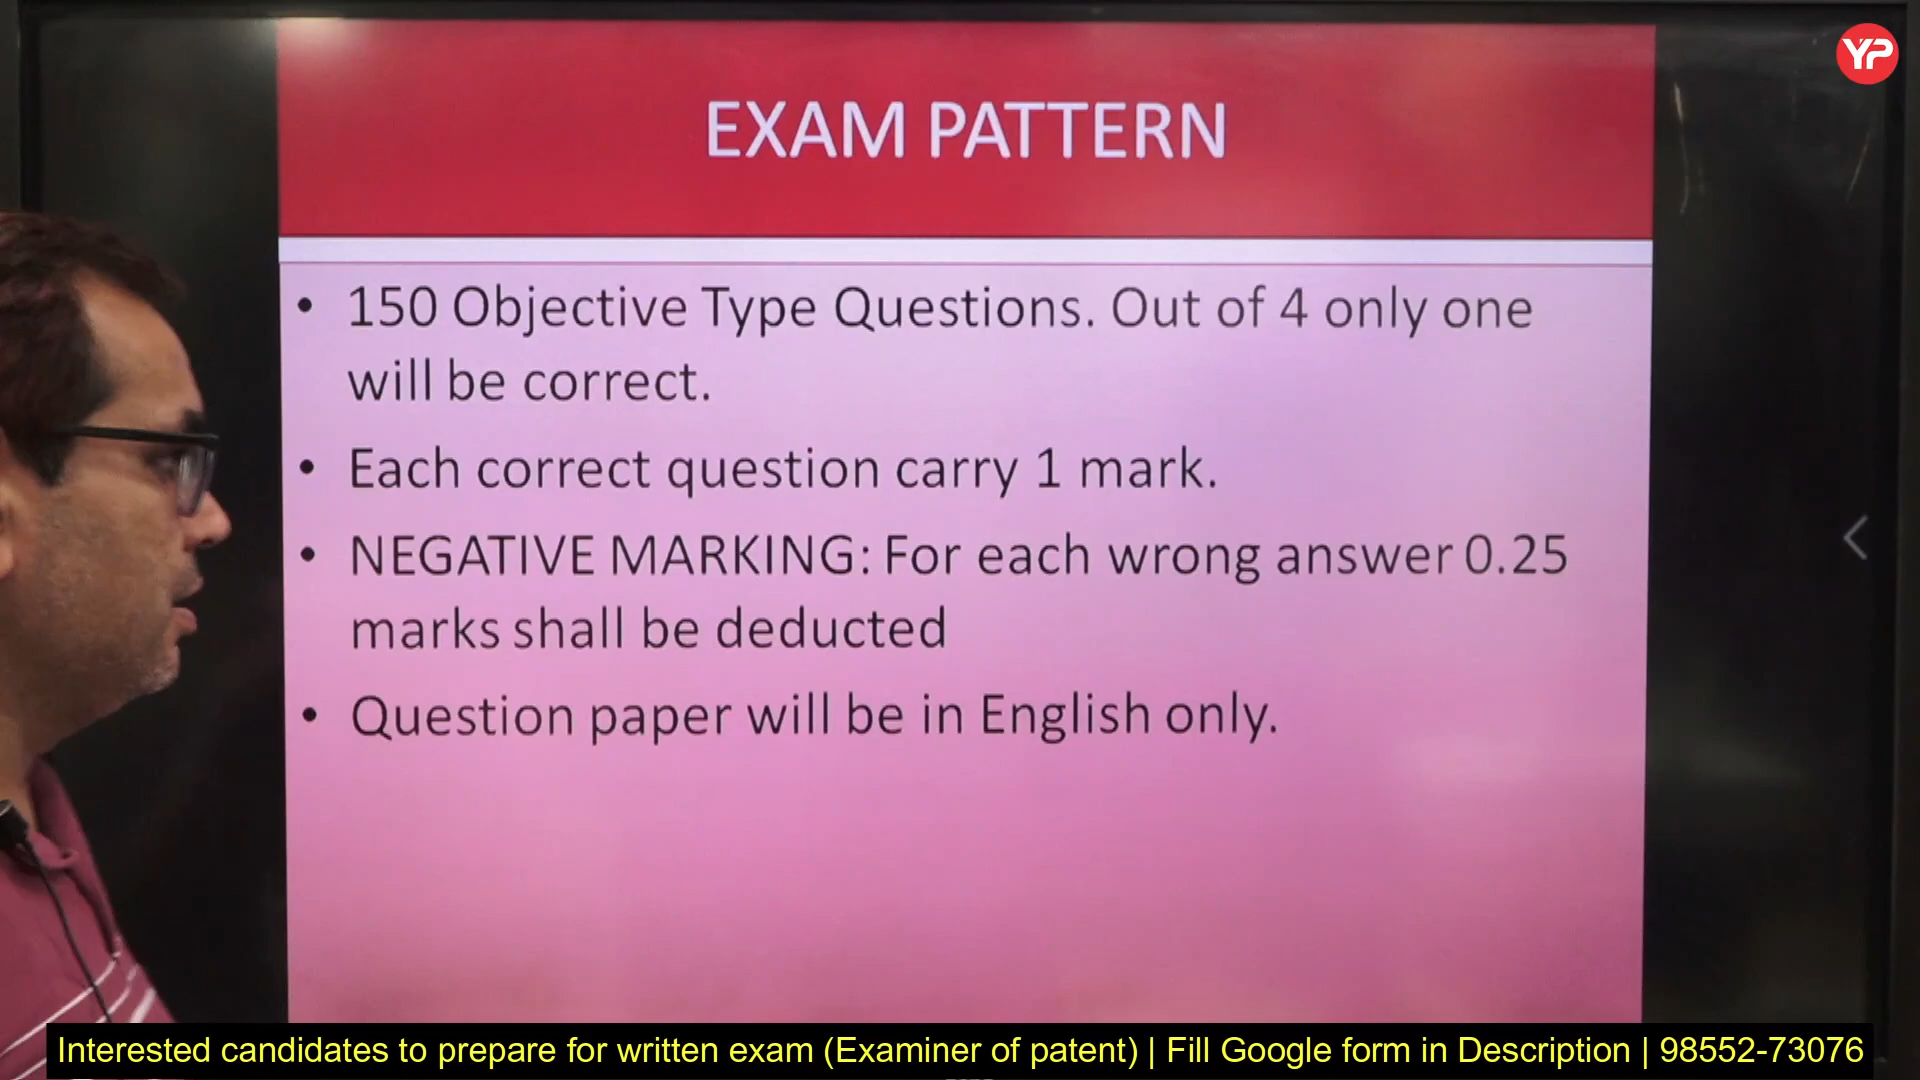 YP
EXAM PATTERN
• 150 Objective Type Questions. Out of 4 only one
will be correct.
• Each correct question carry 1 mark.
• NEGATIVE MARKING: For each wrong answer 0.25
marks shall be deducted
• Question paper will be in English only.
Interested candidates to prepare for written exam (Examiner of patent) | Fill Google form in Description | 98552-73076